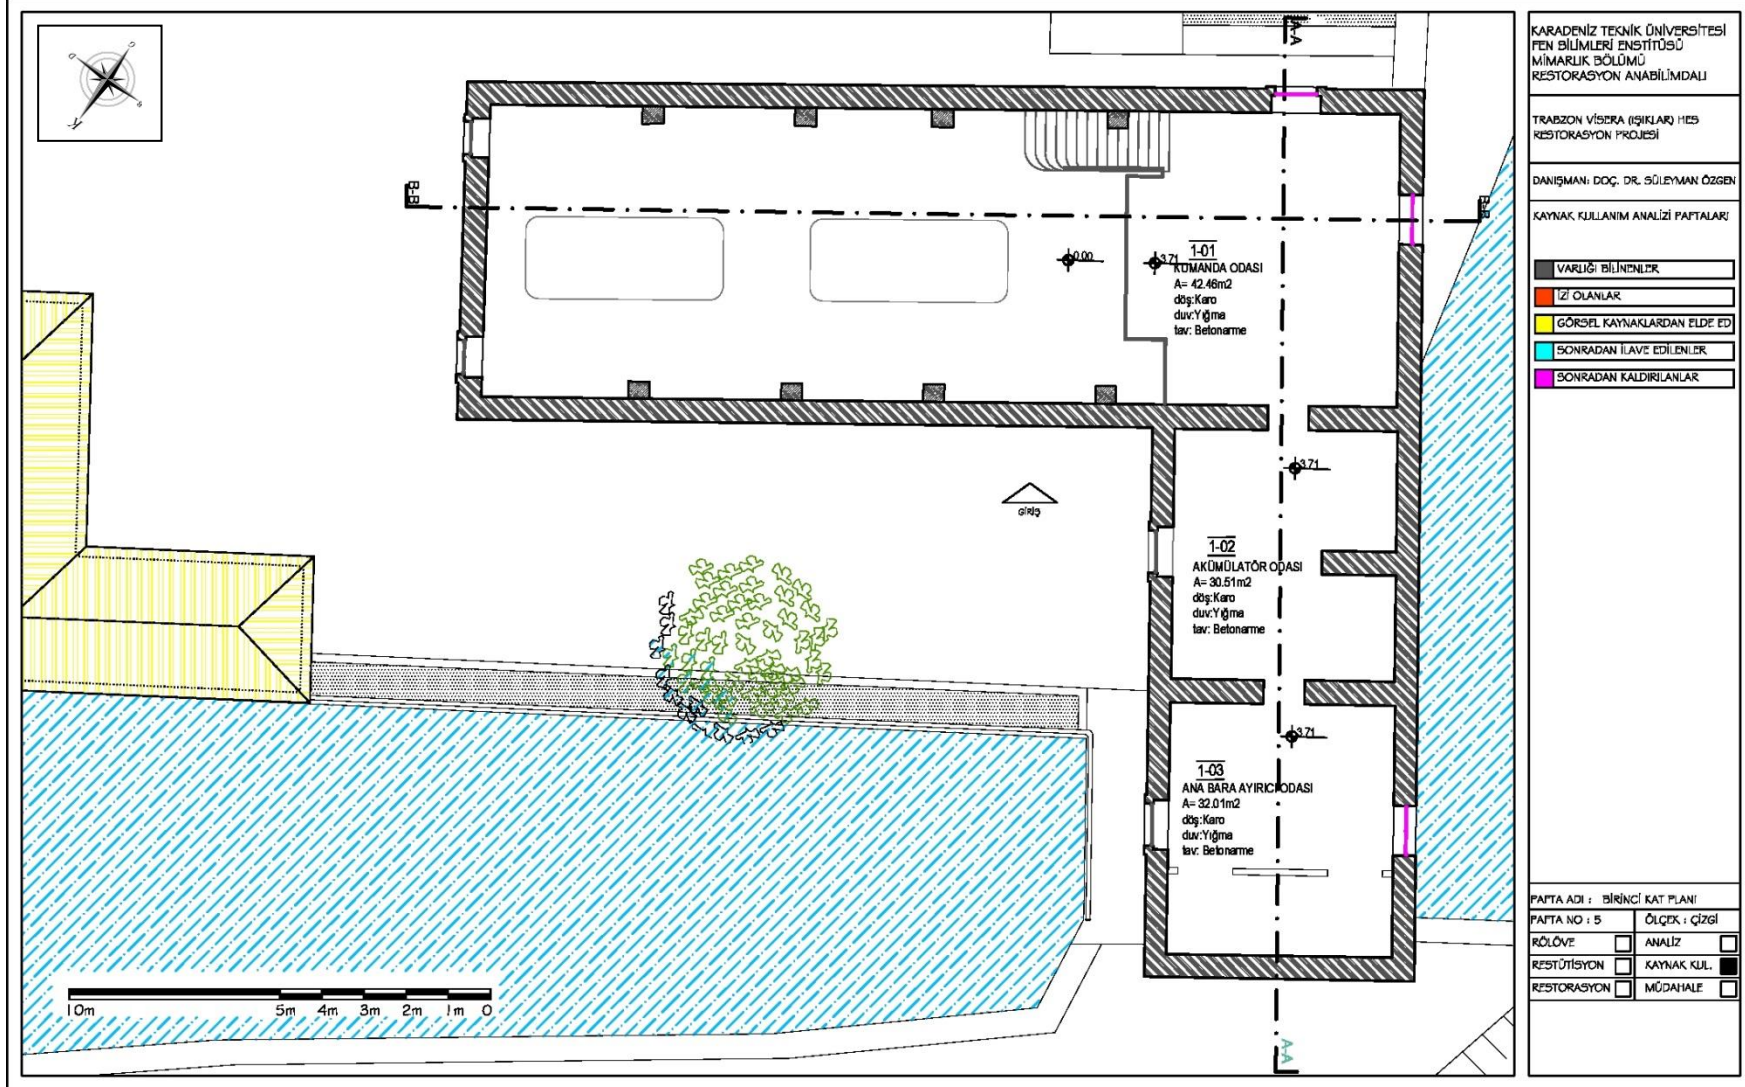 KARADENİZ TEKNİK ÜNİVERSİTESİ
FEN BİLİMLERİ ENSTİTÜSÜ
MİMARLIK BÖLÜMÜ
RESTORASYON ANABİLİMDALI
TRABZON VİSERA (IŞIKLAR) HES
RESTORASYON PROJESİ
DANIŞMAN: DOÇ. DR. SÜLEYMAN ÖZGEN
KAYNAK KULLANIM ANALİZİ PAFTALARI
VARLIĞI BİLİNENLER
İZİ OLANLAR
GÖRSEL KAYNAKLARDAN ELDE ED
SONRADAN İLAVE EDİLENLER
SONRADAN KALDIRILANLAR
PAFTA ADI : BİRİNCİ KAT PLANI
PAFTA NO : 5
ÖLÇEK : ÇİZGİ
RÖLÖVE
ANALİZ
RESTÜTİSYON
KAYNAK KUL.
RESTORASYON
MÜDAHALE
K
A-A
B-B
B-B
0.00
3.71
1-01
KUMANDA ODASI
A= 42.46m2
döş:Karo
duv:Yığma
tav: Betonarme
3.71
GİRİŞ
1-02
AKÜMÜLATÖR ODASI
A= 30.51m2
döş:Karo
duv:Yığma
tav: Betonarme
3.71
1-03
ANA BARA AYIRICI ODASI
A= 32.01m2
döş:Karo
duv:Yığma
tav: Betonarme
10m 5m 4m 3m 2m 1m 0
A-A